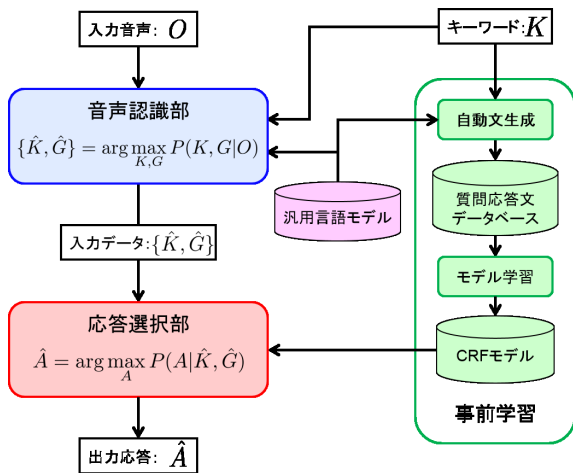 入力音声: O
キーワード:K
音声認識部
{K̂, Ĝ} = arg max P(K, G|O)
K,G
自動文生成
汎用言語モデル
質問応答文
データベース
入力データ:{K̂, Ĝ}
モデル学習
応答選択部
Â = arg max P(A|K̂, Ĝ)
A
CRFモデル
事前学習
出力応答: Â